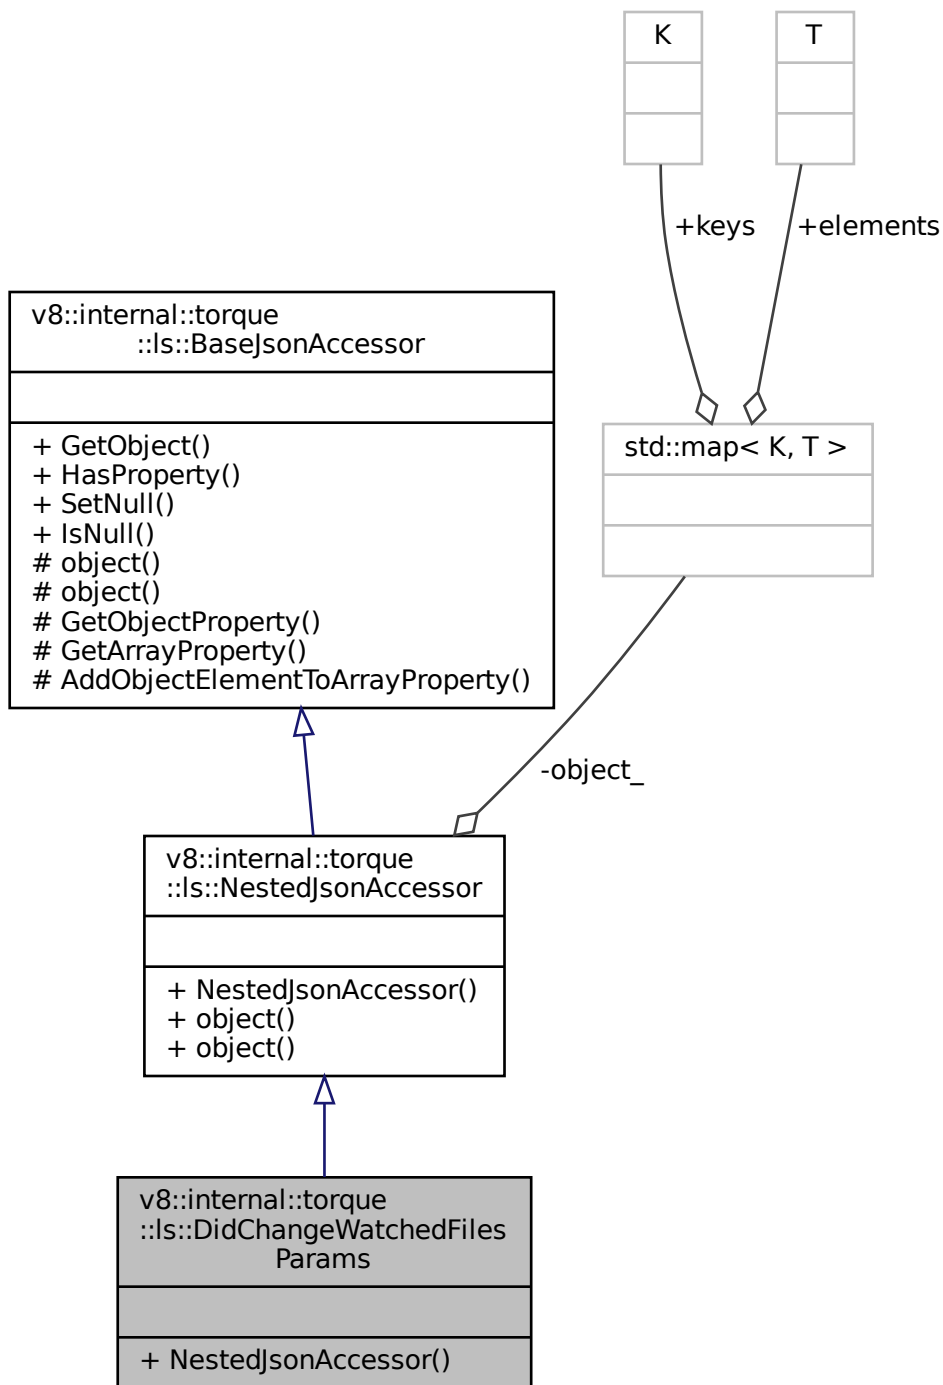 K
T
+keys
+elements
v8::internal::torque
::ls::BaseJsonAccessor
+ GetObject()
+ HasProperty()
+ SetNull()
+ IsNull()
# object()
# object()
# GetObjectProperty()
# GetArrayProperty()
# AddObjectElementToArrayProperty()
std::map< K, T >
-object_
v8::internal::torque
::ls::NestedJsonAccessor
+ NestedJsonAccessor()
+ object()
+ object()
v8::internal::torque
::ls::DidChangeWatchedFiles
Params
+ NestedJsonAccessor()